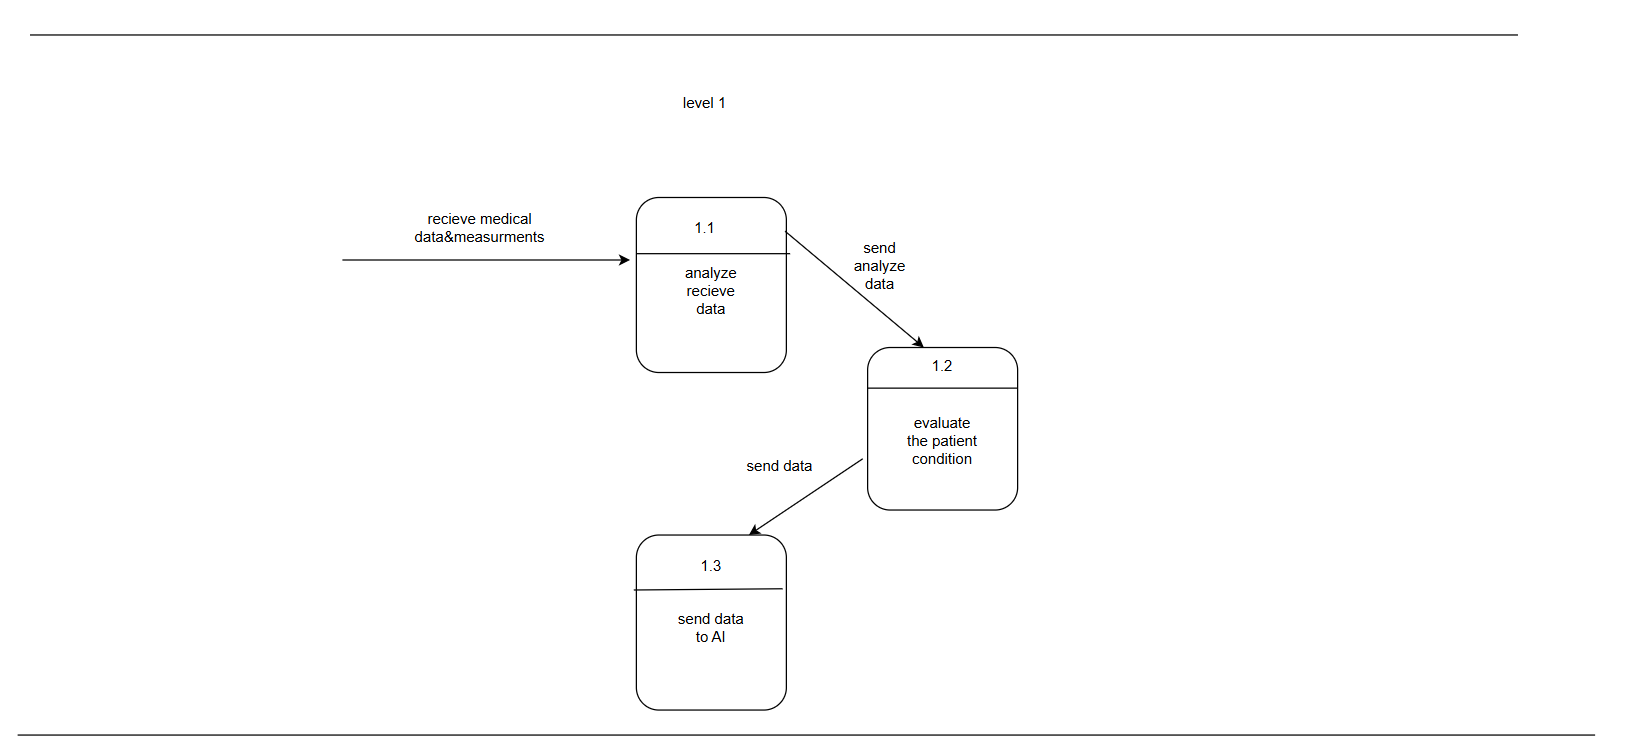 level 1
recieve medical
data&measurments
1.1
analyze
recieve
data
send
analyze
data
1.2
evaluate
the patient
condition
send data
1.3
send data
to AI